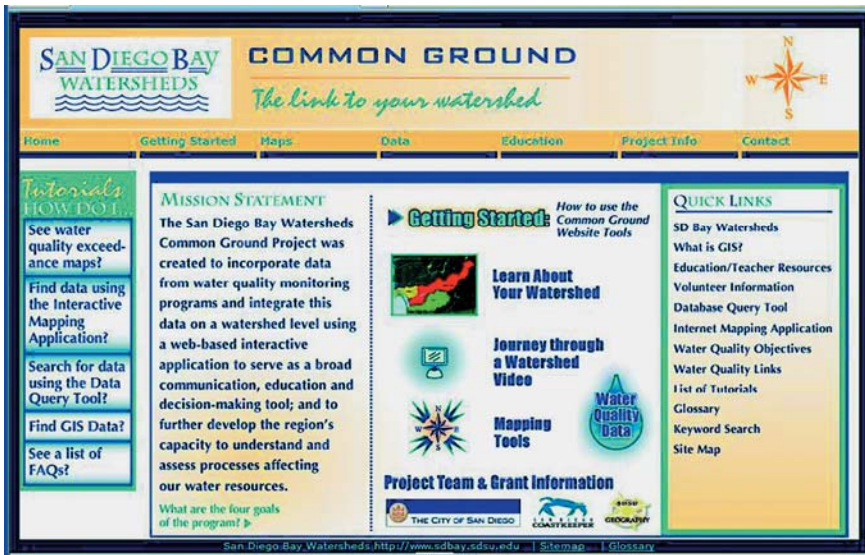 SAN DIEGO BAY
WATERSHEDS
COMMON GROUND
The link to your watershed
N
W E
S
Home Getting Started Maps Data Education Project Info Contact
Tutorials
HOW DO I...
See water
quality exceed-
ance maps?
Find data using
the Interactive
Mapping
Application?
Search for data
using the Data
Query Tool?
Find GIS Data?
See a list of
FAQs?
MISSION STATEMENT
The San Diego Bay Watersheds
Common Ground Project was
created to incorporate data
from water quality monitoring
programs and integrate this
data on a watershed level using
a web-based interactive
application to serve as a broad
communication, education and
decision-making tool; and to
further develop the region's
capacity to understand and
assess processes affecting
our water resources.
What are the four goals
of the program?
Getting Started:
How to use the
Common Ground
Website Tools
Learn About
Your Watershed
Journey through
a Watershed
Video
N
W E
S
Mapping
Tools
Water
Quality
Data
Project Team & Grant Information
THE CITY OF SAN DIEGO
SAN DIEGO
COASTKEEPER
SDSU
GEOGRAPHY
QUICK LINKS
SD Bay Watersheds
What is GIS?
Education/Teacher Resources
Volunteer Information
Database Query Tool
Internet Mapping Application
Water Quality Objectives
Water Quality Links
List of Tutorials
Glossary
Keyword Search
Site Map
San Diego Bay Watersheds http://www.sdbay.sdsu.edu | Sitemap | Glossary